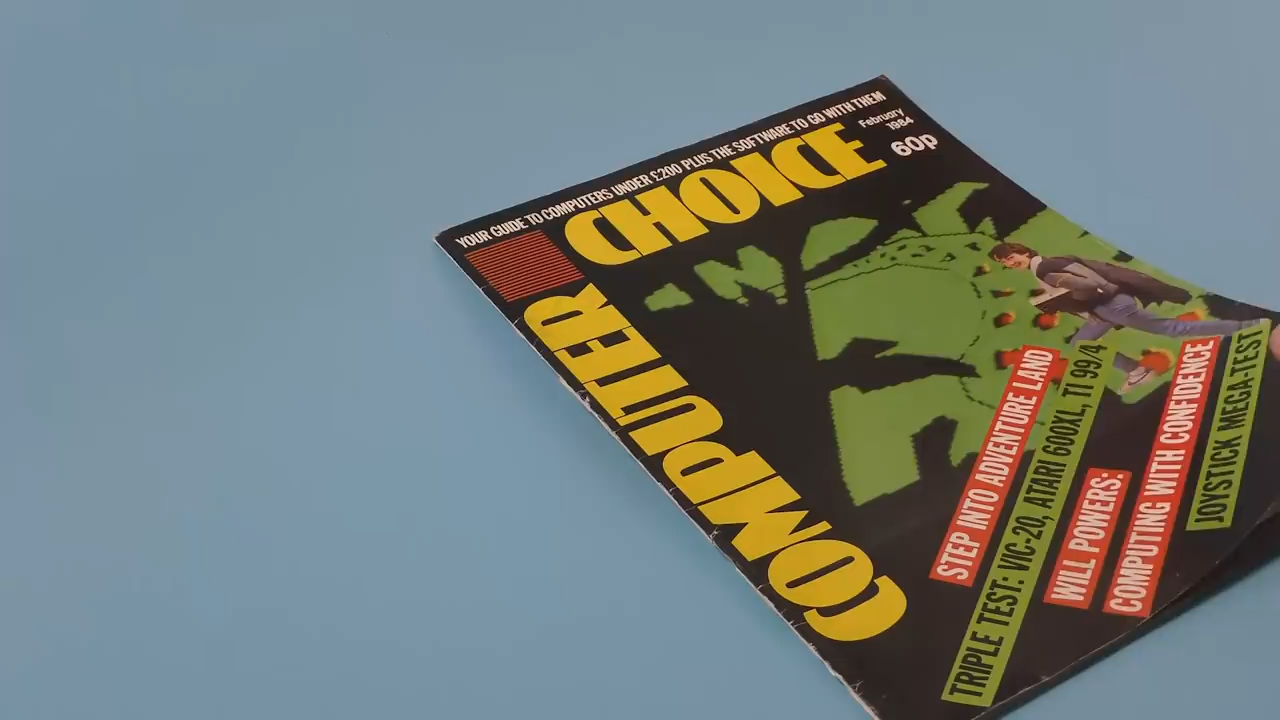 YOUR GUIDE TO COMPUTERS UNDER £200 PLUS THE SOFTWARE TO GO WITH THEM
COMPUTER
CHOICE
February
1984
60p
STEP INTO ADVENTURE LAND
TRIPLE TEST: VIC-20, ATARI 600XL, TI 99/4
WILL POWERS:
COMPUTING WITH CONFIDENCE
JOYSTICK MEGA-TEST